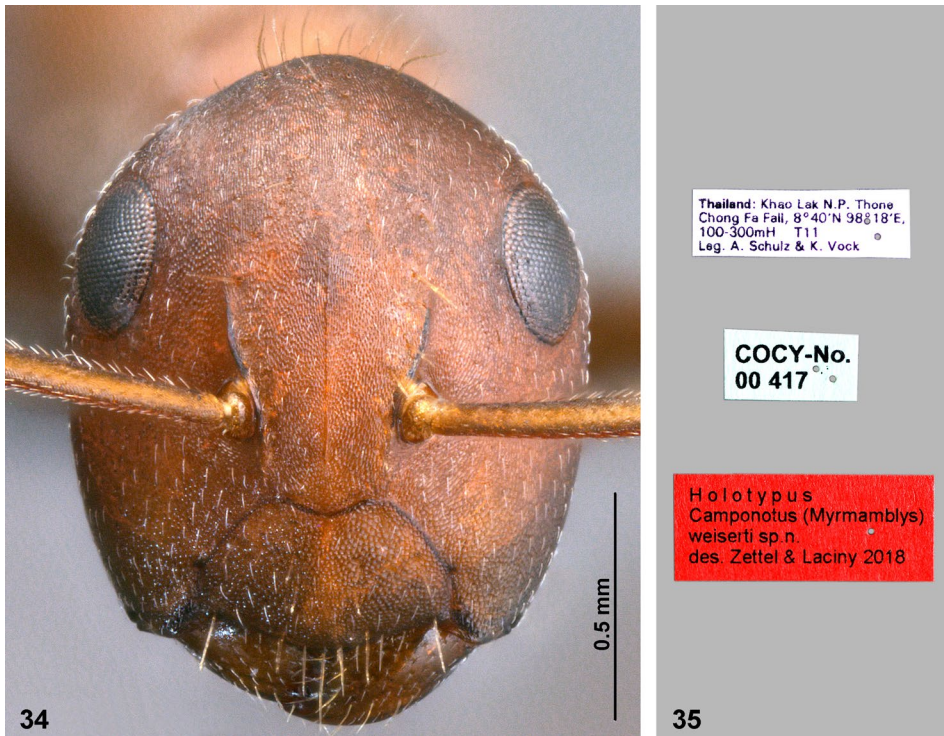 34
0.5 mm
Thailand: Khao Lak N.P. Thone
Chong Fa Fall, 8°40'N 98°18'E,
100-300mH T11
Leg. A. Schulz & K. Vock
COCY-No.
00 417
Holotypus
Camponotus (Myrmamblys)
weiserti sp.n.
des. Zettel & Laciny 2018
35